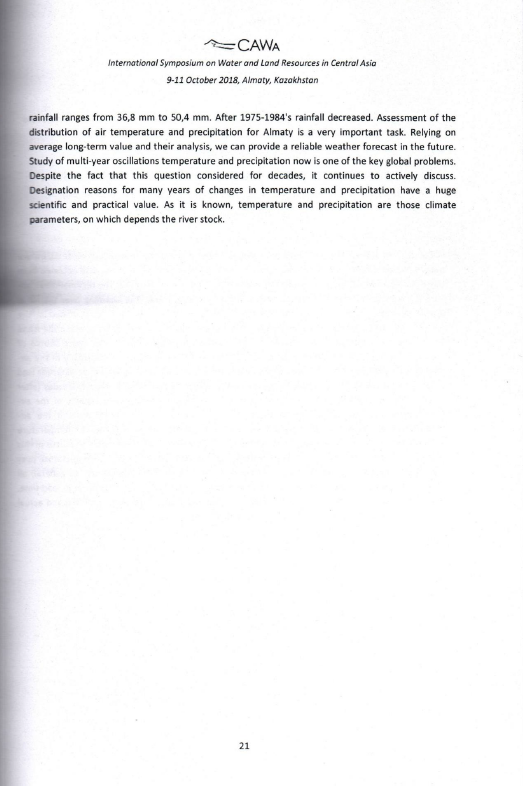 CAWA
International Symposium on Water and Land Resources in Central Asia
9-11 October 2018, Almaty, Kazakhstan
rainfall ranges from 36,8 mm to 50,4 mm. After 1975-1984's rainfall decreased. Assessment of the
distribution of air temperature and precipitation for Almaty is a very important task. Relying on
average long-term value and their analysis, we can provide a reliable weather forecast in the future.
Study of multi-year oscillations temperature and precipitation now is one of the key global problems.
Despite the fact that this question considered for decades, it continues to actively discuss.
Designation reasons for many years of changes in temperature and precipitation have a huge
scientific and practical value. As it is known, temperature and precipitation are those climate
parameters, on which depends the river stock.
21